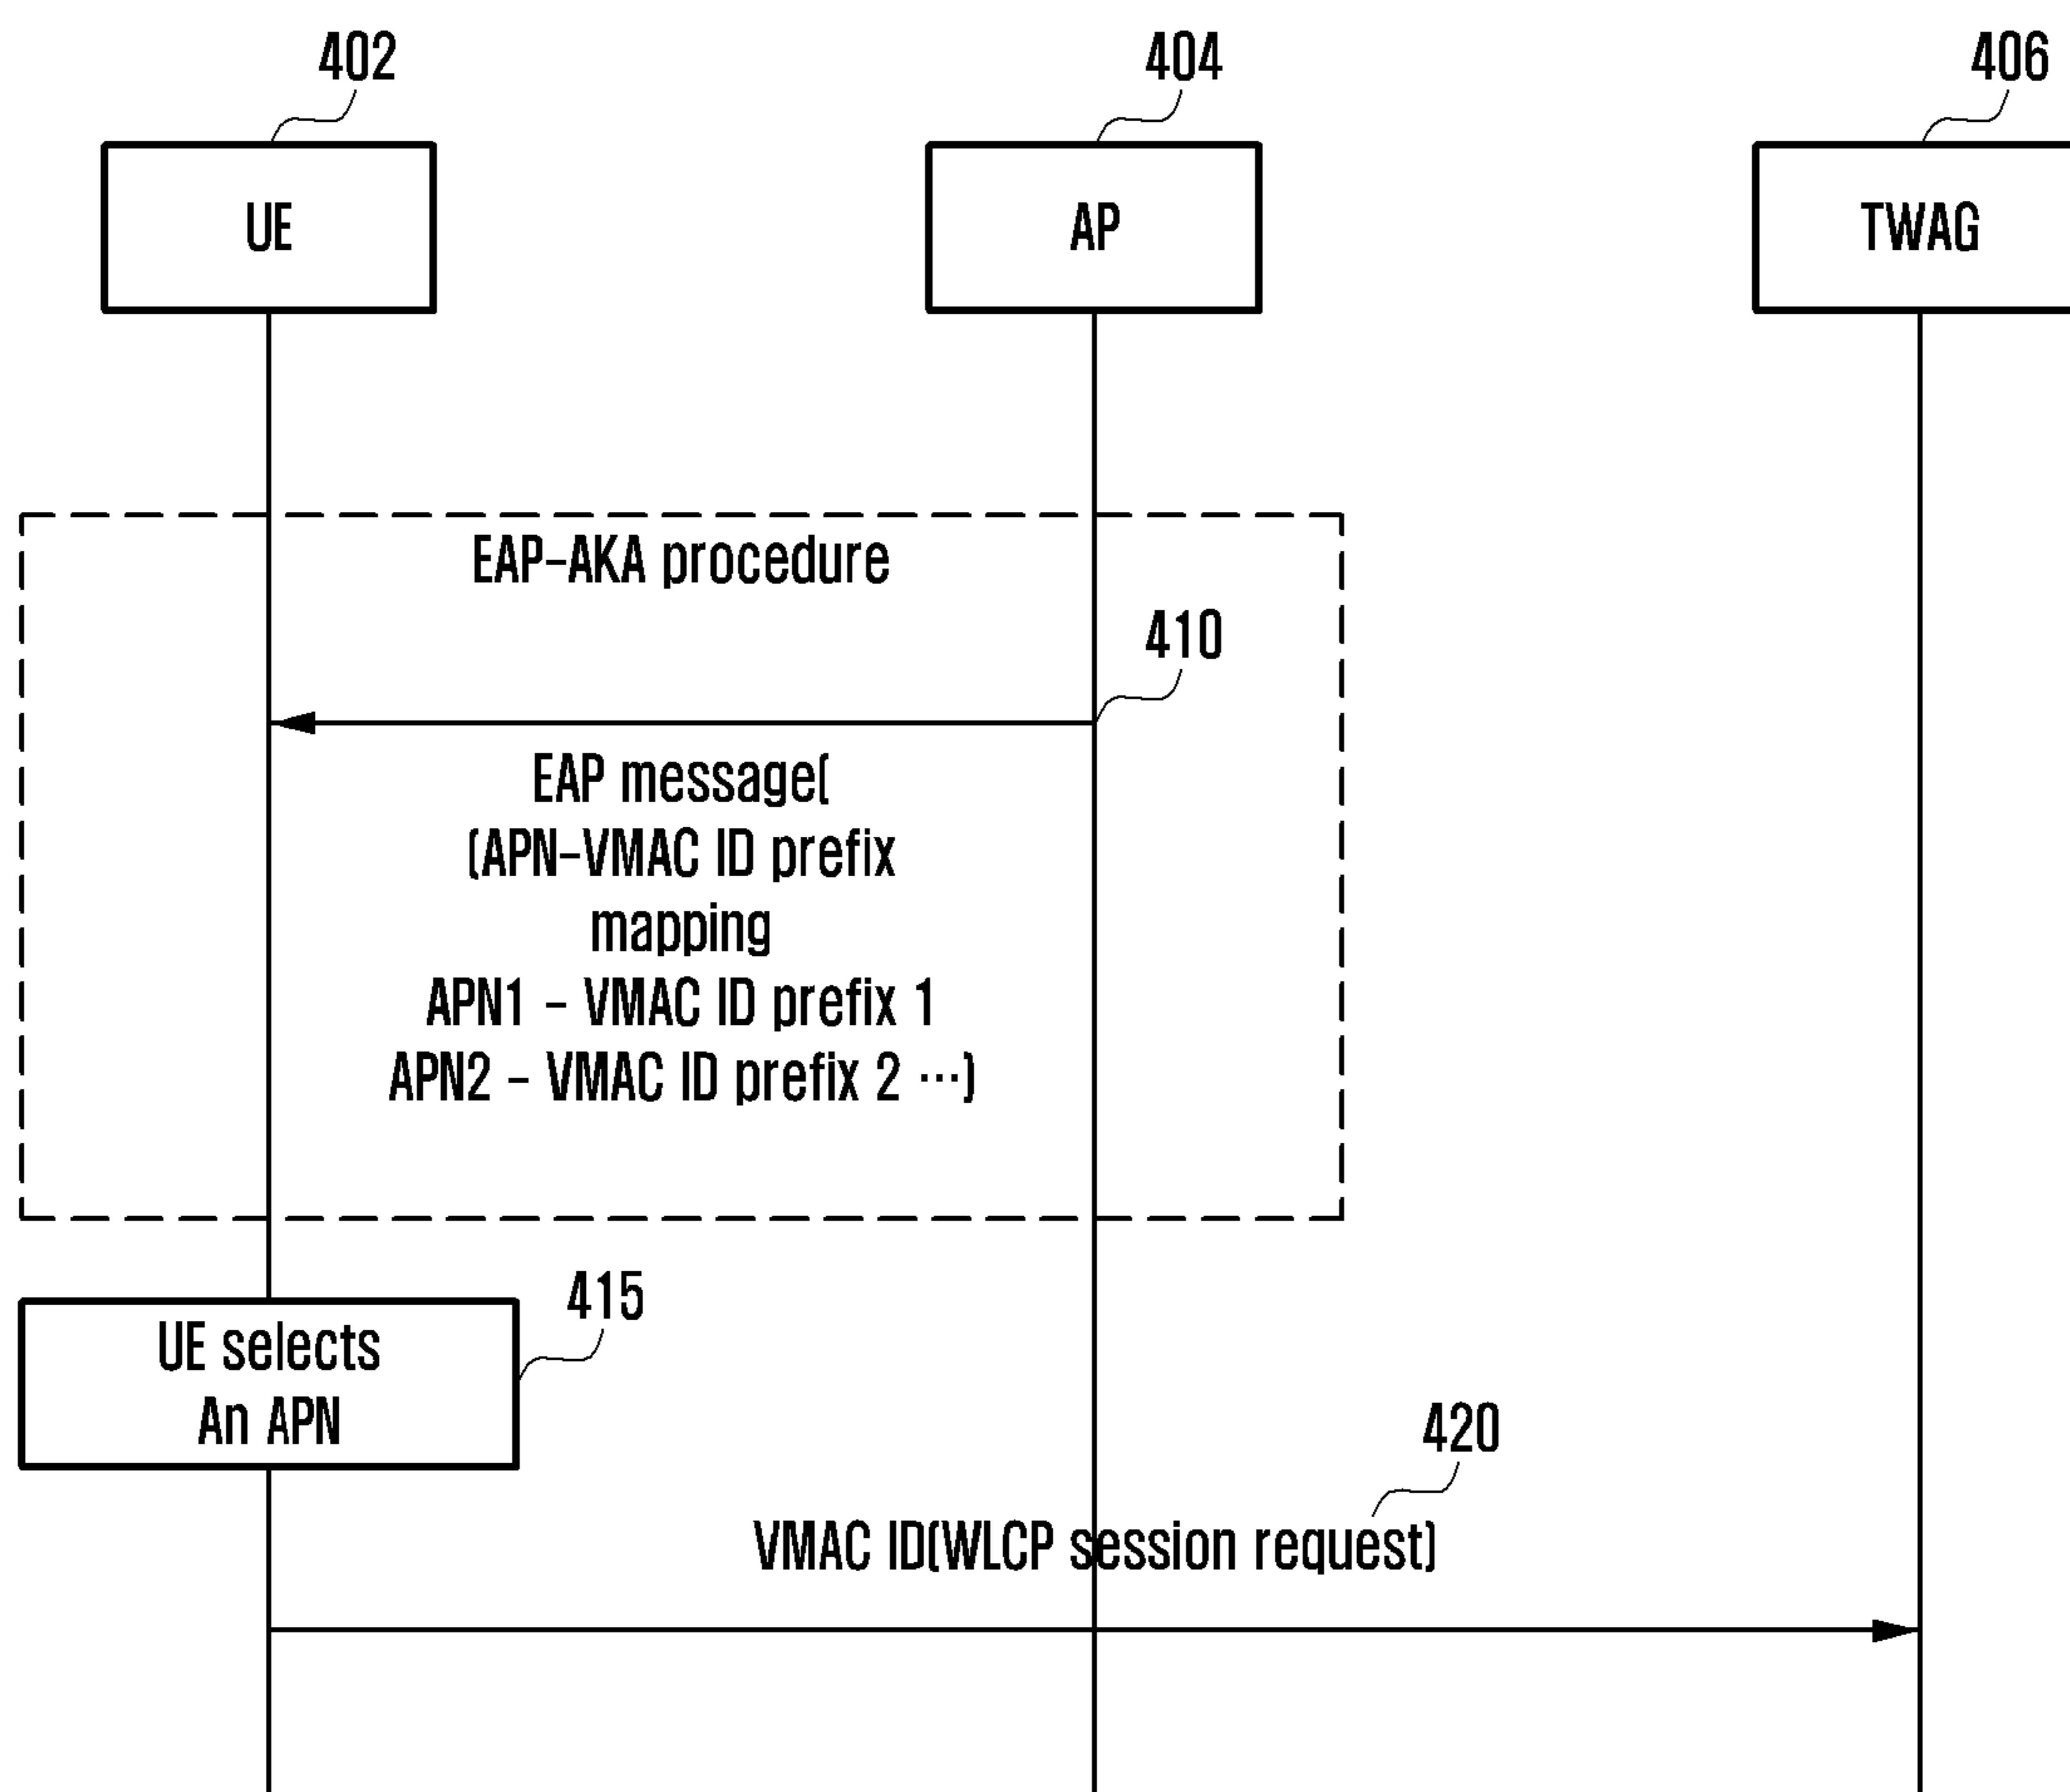 402
404
406
UE
AP
TWAG
EAP-AKA procedure
410
EAP message(
(APN-VMAC ID prefix
mapping
APN1 - VMAC ID prefix 1
APN2 - VMAC ID prefix 2 ···)
415
UE selects
An APN
420
VMAC ID(WLCP session request)